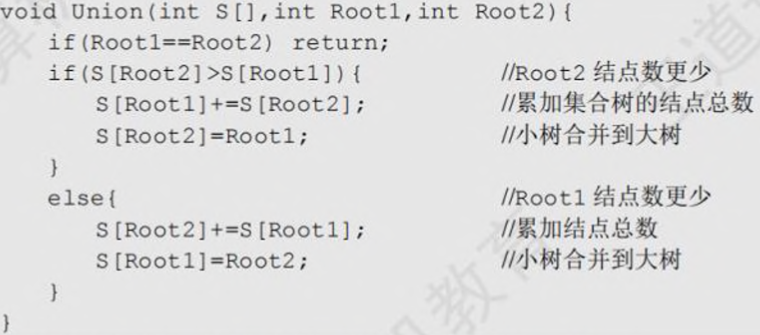 void Union(int S[],int Root1,int Root2){
if(Root1==Root2) return;
if(S[Root2]>S[Root1]){ //Root2 结点数更少
S[Root1]+=S[Root2]; //累加集合树的结点总数
S[Root2]=Root1; //小树合并到大树
}
else{ //Root1 结点数更少
S[Root2]+=S[Root1]; //累加结点总数
S[Root1]=Root2; //小树合并到大树
}
}